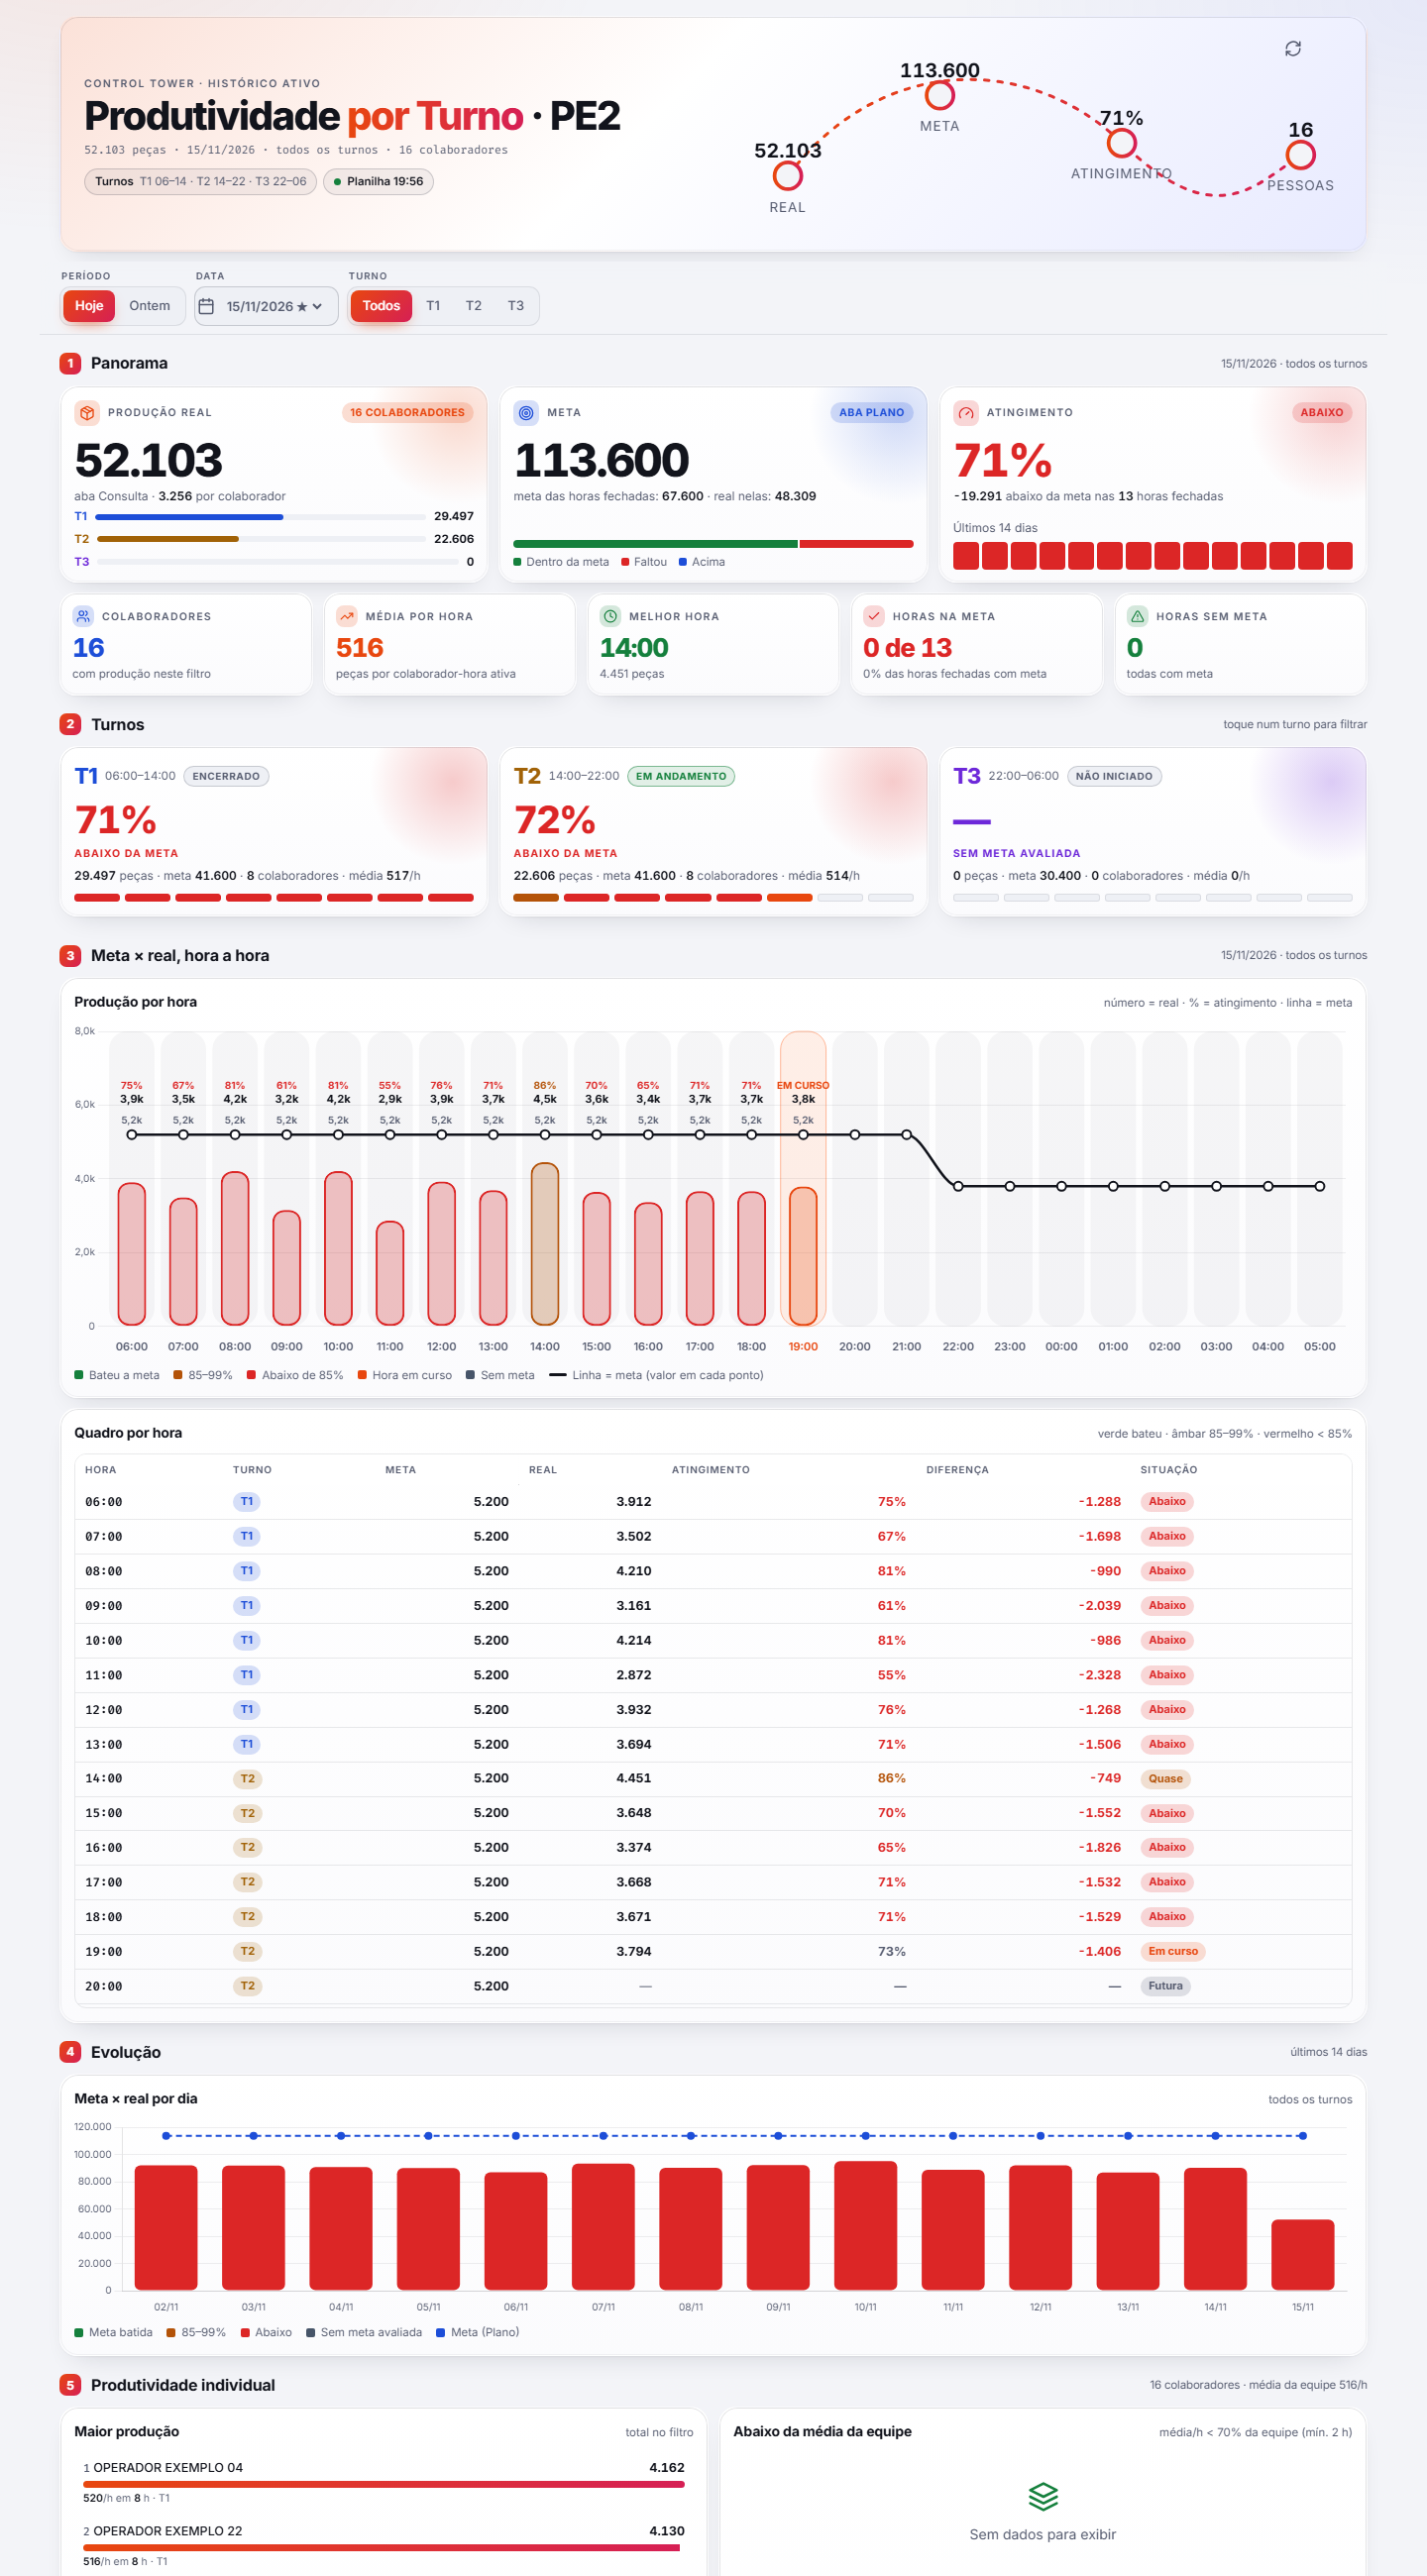 CONTROL TOWER · HISTÓRICO ATIVO
Produtividade por Turno · PE2
52.103 peças · 15/11/2026 · todos os turnos · 16 colaboradores
Turnos T1 06–14 · T2 14–22 · T3 22–06
Planilha 19:56
52.103
REAL
113.600
META
71%
ATINGIMENTO
16
PESSOAS
PERÍODO
Hoje Ontem
DATA
15/11/2026 ★
TURNO
Todos T1 T2 T3
1 Panorama
15/11/2026 · todos os turnos
PRODUÇÃO REAL
16 COLABORADORES
52.103
aba Consulta · 3.256 por colaborador
T1 29.497
T2 22.606
T3 0
META
ABA PLANO
113.600
meta das horas fechadas: 67.600 · real nelas: 48.309
Dentro da meta Faltou Acima
ATINGIMENTO
ABAIXO
71%
-19.291 abaixo da meta nas 13 horas fechadas
Últimos 14 dias
COLABORADORES
16
com produção neste filtro
MÉDIA POR HORA
516
peças por colaborador-hora ativa
MELHOR HORA
14:00
4.451 peças
HORAS NA META
0 de 13
0% das horas fechadas com meta
HORAS SEM META
0
todas com meta
2 Turnos
toque num turno para filtrar
T1 06:00–14:00 ENCERRADO
71%
ABAIXO DA META
29.497 peças · meta 41.600 · 8 colaboradores · média 517/h
T2 14:00–22:00 EM ANDAMENTO
72%
ABAIXO DA META
22.606 peças · meta 41.600 · 8 colaboradores · média 514/h
T3 22:00–06:00 NÃO INICIADO
—
SEM META AVALIADA
0 peças · meta 30.400 · 0 colaboradores · média 0/h
3 Meta × real, hora a hora
15/11/2026 · todos os turnos
Produção por hora
número = real · % = atingimento · linha = meta
8,0k
75% 67% 81% 61% 81% 55% 76% 71% 86% 70% 65% 71% 71% EM CURSO
3,9k 3,5k 4,2k 3,2k 4,2k 2,9k 3,9k 3,7k 4,5k 3,6k 3,4k 3,7k 3,7k 3,8k
6,0k
5,2k 5,2k 5,2k 5,2k 5,2k 5,2k 5,2k 5,2k 5,2k 5,2k 5,2k 5,2k 5,2k 5,2k
4,0k
2,0k
0
06:00 07:00 08:00 09:00 10:00 11:00 12:00 13:00 14:00 15:00 16:00 17:00 18:00 19:00 20:00 21:00 22:00 23:00 00:00 01:00 02:00 03:00 04:00 05:00
Bateu a meta 85–99% Abaixo de 85% Hora em curso Sem meta Linha = meta (valor em cada ponto)
Quadro por hora
verde bateu · âmbar 85–99% · vermelho < 85%
HORA TURNO META REAL ATINGIMENTO DIFERENÇA SITUAÇÃO
06:00 T1 5.200 3.912 75% -1.288 Abaixo
07:00 T1 5.200 3.502 67% -1.698 Abaixo
08:00 T1 5.200 4.210 81% -990 Abaixo
09:00 T1 5.200 3.161 61% -2.039 Abaixo
10:00 T1 5.200 4.214 81% -986 Abaixo
11:00 T1 5.200 2.872 55% -2.328 Abaixo
12:00 T1 5.200 3.932 76% -1.268 Abaixo
13:00 T1 5.200 3.694 71% -1.506 Abaixo
14:00 T2 5.200 4.451 86% -749 Quase
15:00 T2 5.200 3.648 70% -1.552 Abaixo
16:00 T2 5.200 3.374 65% -1.826 Abaixo
17:00 T2 5.200 3.668 71% -1.532 Abaixo
18:00 T2 5.200 3.671 71% -1.529 Abaixo
19:00 T2 5.200 3.794 73% -1.406 Em curso
20:00 T2 5.200 — — — Futura
4 Evolução
últimos 14 dias
Meta × real por dia
todos os turnos
120.000
100.000
80.000
60.000
40.000
20.000
0
02/11 03/11 04/11 05/11 06/11 07/11 08/11 09/11 10/11 11/11 12/11 13/11 14/11 15/11
Meta batida 85–99% Abaixo Sem meta avaliada Meta (Plano)
5 Produtividade individual
16 colaboradores · média da equipe 516/h
Maior produção
total no filtro
1 OPERADOR EXEMPLO 04 4.162
520/h em 8 h · T1
2 OPERADOR EXEMPLO 22 4.130
516/h em 8 h · T1
Abaixo da média da equipe
média/h < 70% da equipe (mín. 2 h)
Sem dados para exibir